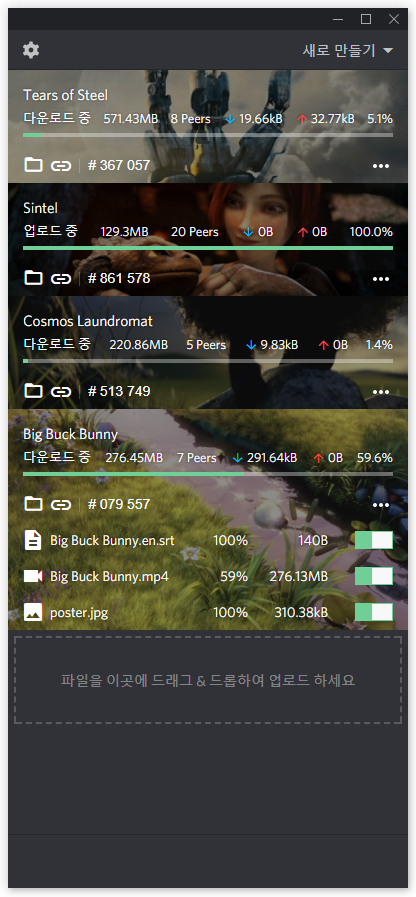 새로 만들기
Tears of Steel
다운로드 중 571.43MB 8 Peers 19.66kB 32.77kB 5.1%
# 367 057
Sintel
업로드 중 129.3MB 20 Peers 0B 0B 100.0%
# 861 578
Cosmos Laundromat
다운로드 중 220.86MB 5 Peers 9.83kB 0B 1.4%
# 513 749
Big Buck Bunny
다운로드 중 276.45MB 7 Peers 291.64kB 0B 59.6%
# 079 557
Big Buck Bunny.en.srt 100% 140B
Big Buck Bunny.mp4 59% 276.13MB
poster.jpg 100% 310.38kB
파일을 이곳에 드래그 & 드롭하여 업로드 하세요